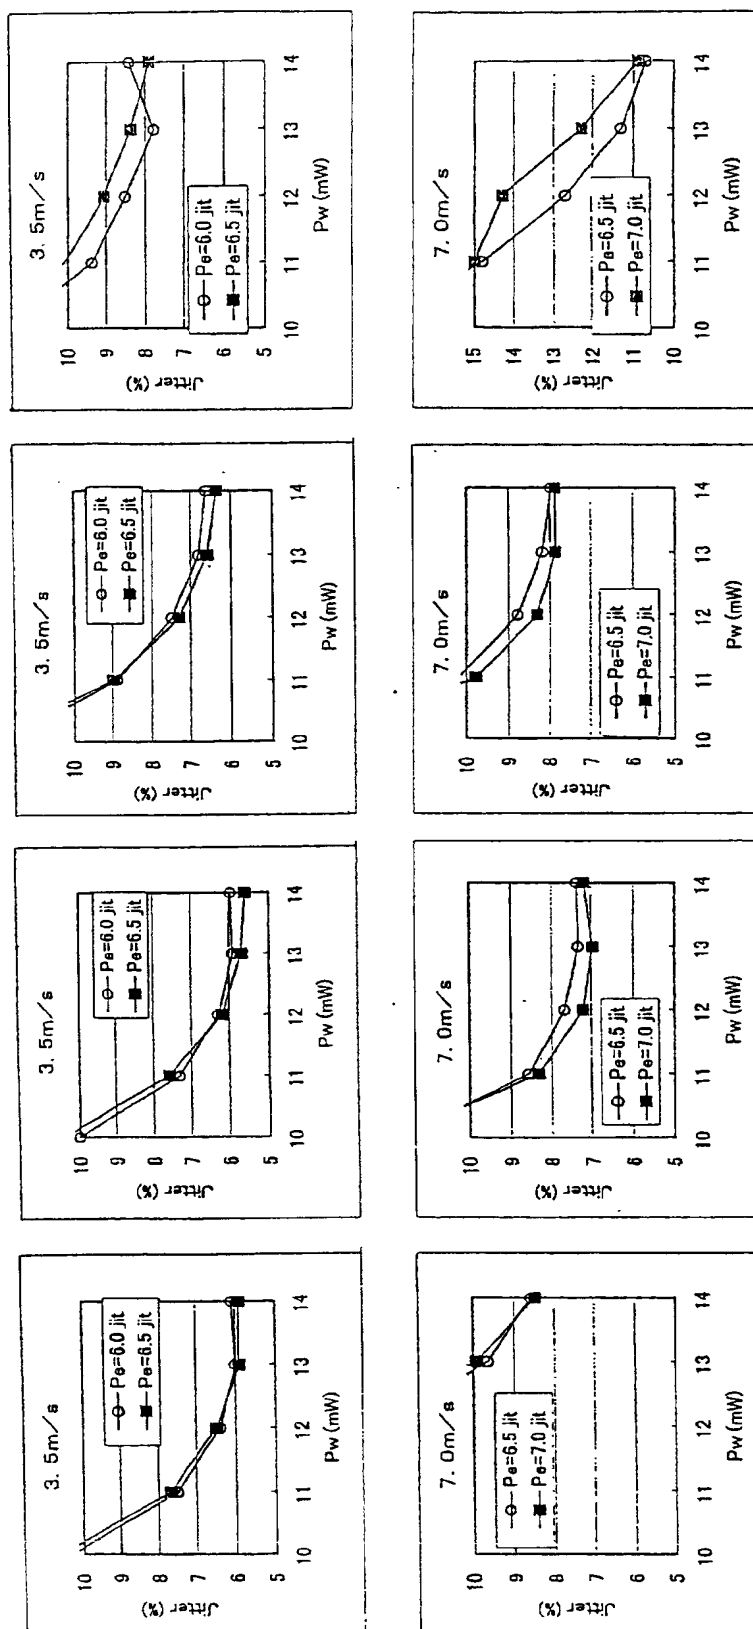 3. 5m/s
Jitter (%)
10
9
8
7
6
5
Pe=6.0 jit
Pe=6.5 jit
10 11 12 13 14
Pw (mW)
3. 5m/s
Jitter (%)
10
9
8
7
6
5
Pe=6.0 jit
Pe=6.5 jit
10 11 12 13 14
Pw (mW)
3. 5m/s
Jitter (%)
10
9
8
7
6
5
Pe=6.0 jit
Pe=6.5 jit
10 11 12 13 14
Pw (mW)
3. 5m/s
Jitter (%)
10
9
8
7
6
5
Pe=6.0 jit
Pe=6.5 jit
10 11 12 13 14
Pw (mW)
7. 0m/s
Jitter (%)
10
9
8
7
6
5
Pe=6.5 jit
Pe=7.0 jit
10 11 12 13 14
Pw (mW)
7. 0m/s
Jitter (%)
10
9
8
7
6
5
Pe=6.5 jit
Pe=7.0 jit
10 11 12 13 14
Pw (mW)
7. 0m/s
Jitter (%)
10
9
8
7
6
5
Pe=6.5 jit
Pe=7.0 jit
10 11 12 13 14
Pw (mW)
7. 0m/s
Jitter (%)
15
14
13
12
11
10
Pe=6.5 jit
Pe=7.0 jit
10 11 12 13 14
Pw (mW)